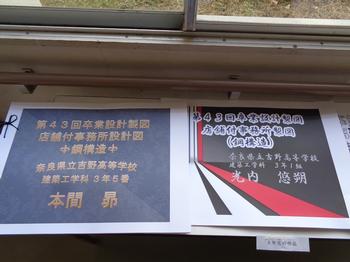 第43回卒業設計製図
店舗付事務所設計図
+鋼構造+
奈良県立吉野高等学校
建築工学科 3年5番
本間 昴
第43回卒業設計製図
店舗付事務所製図
(鋼構造)
奈良県立吉野高等学校
建築工学科 3年1組
光内 悠朔